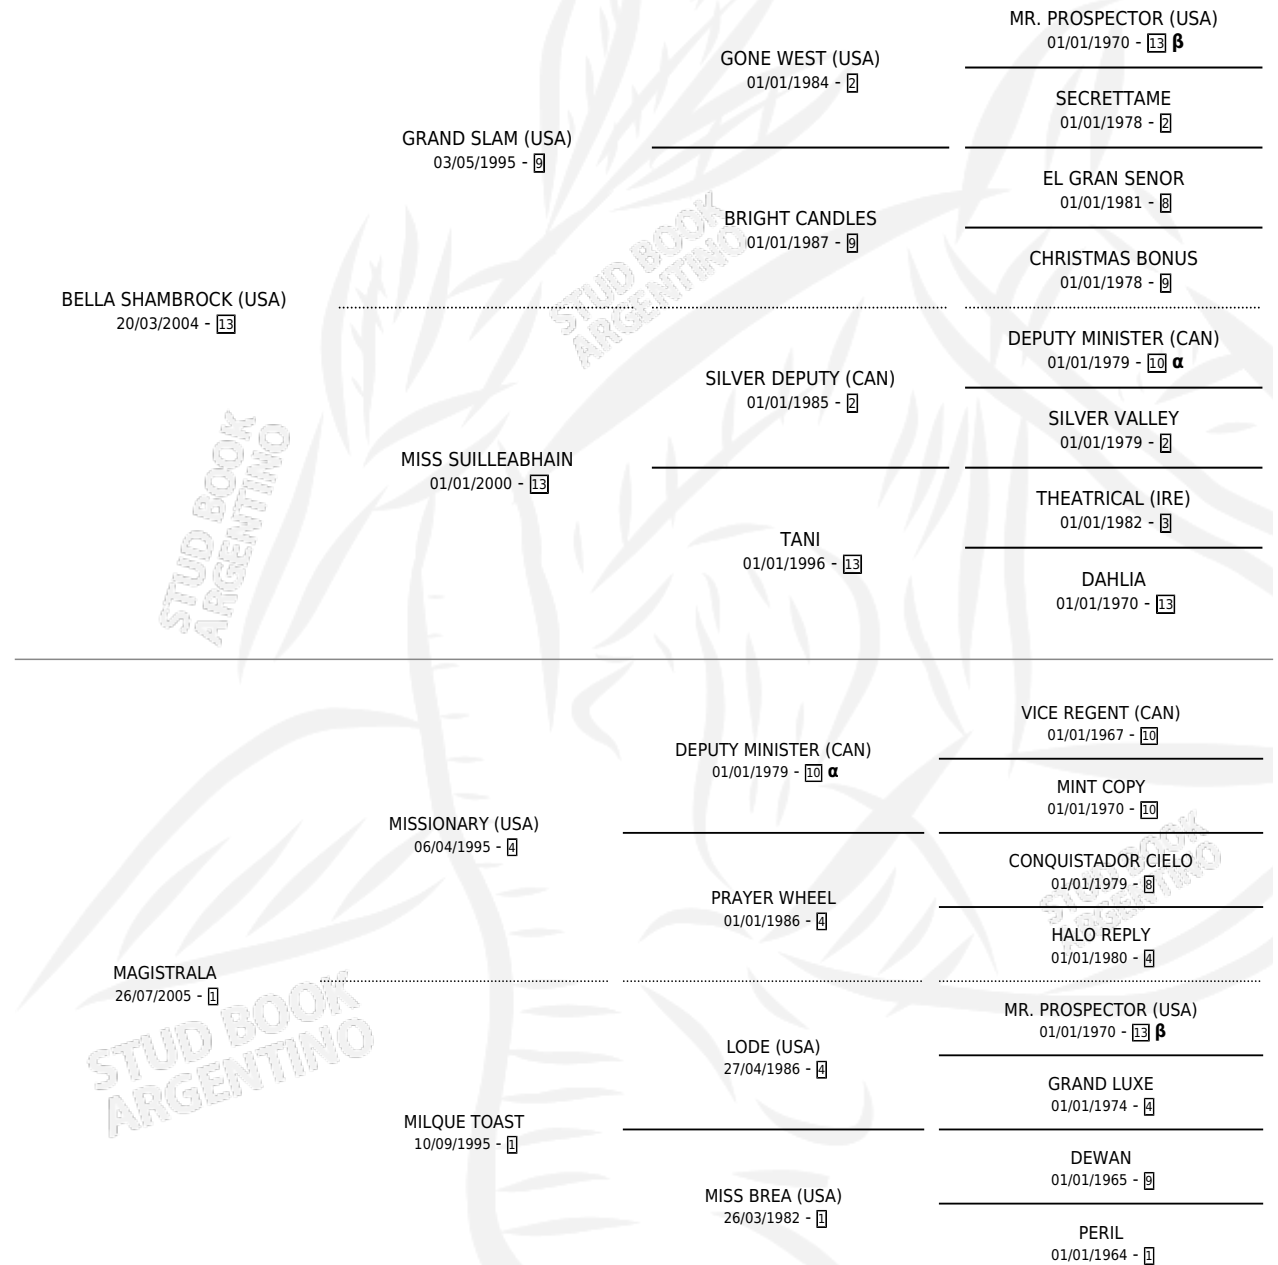 MR. PROSPECTOR (USA)
01/01/1970 - 13 β
GONE WEST (USA)
01/01/1984 - 2
SECRETTAME
01/01/1978 - 2
GRAND SLAM (USA)
03/05/1995 - 9
EL GRAN SENOR
01/01/1981 - 8
BRIGHT CANDLES
01/01/1987 - 9
CHRISTMAS BONUS
01/01/1978 - 9
BELLA SHAMBROCK (USA)
20/03/2004 - 13
DEPUTY MINISTER (CAN)
01/01/1979 - 10 α
SILVER DEPUTY (CAN)
01/01/1985 - 2
SILVER VALLEY
01/01/1979 - 2
MISS SUILLEABHAIN
01/01/2000 - 13
THEATRICAL (IRE)
01/01/1982 - 3
TANI
01/01/1996 - 13
DAHLIA
01/01/1970 - 13
VICE REGENT (CAN)
01/01/1967 - 10
DEPUTY MINISTER (CAN)
01/01/1979 - 10 α
MINT COPY
01/01/1970 - 10
MISSIONARY (USA)
06/04/1995 - 4
CONQUISTADOR CIELO
01/01/1979 - 8
PRAYER WHEEL
01/01/1986 - 4
HALO REPLY
01/01/1980 - 4
MAGISTRALA
26/07/2005 - 1
MR. PROSPECTOR (USA)
01/01/1970 - 13 β
LODE (USA)
27/04/1986 - 4
GRAND LUXE
01/01/1974 - 4
MILQUE TOAST
10/09/1995 - 1
DEWAN
01/01/1965 - 9
MISS BREA (USA)
26/03/1982 - 1
PERIL
01/01/1964 - 1
STUD BOOK
ARGENTINO
STUD BOOK
ARGENTINO
STUD BOOK
ARGENTINO
STUD BOOK
ARGENTINO